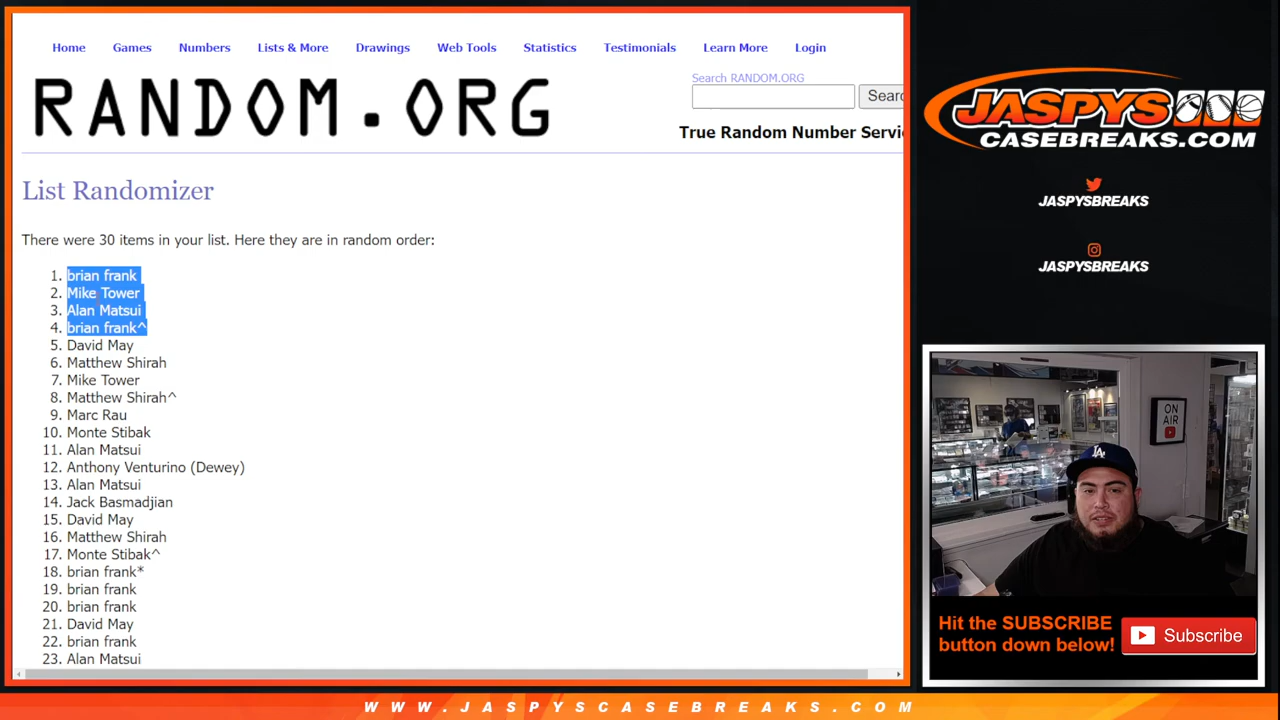 Home Games Numbers Lists & More Drawings Web Tools Statistics Testimonials Learn More Login
RANDOM.ORG
Search RANDOM.ORG
Searc
True Random Number Servi
List Randomizer
There were 30 items in your list. Here they are in random order:
1. brian frank
2. Mike Tower
3. Alan Matsui
4. brian frank^
5. David May
6. Matthew Shirah
7. Mike Tower
8. Matthew Shirah^
9. Marc Rau
10. Monte Stibak
11. Alan Matsui
12. Anthony Venturino (Dewey)
13. Alan Matsui
14. Jack Basmadjian
15. David May
16. Matthew Shirah
17. Monte Stibak^
18. brian frank*
19. brian frank
20. brian frank
21. David May
22. brian frank
23. Alan Matsui
JASPYS
CASEBREAKS.COM
JASPYSBREAKS
JASPYSBREAKS
ON
AIR
LA
Hit the SUBSCRIBE
button down below!
Subscribe
WWW.JASPYSCASEBREAKS.COM